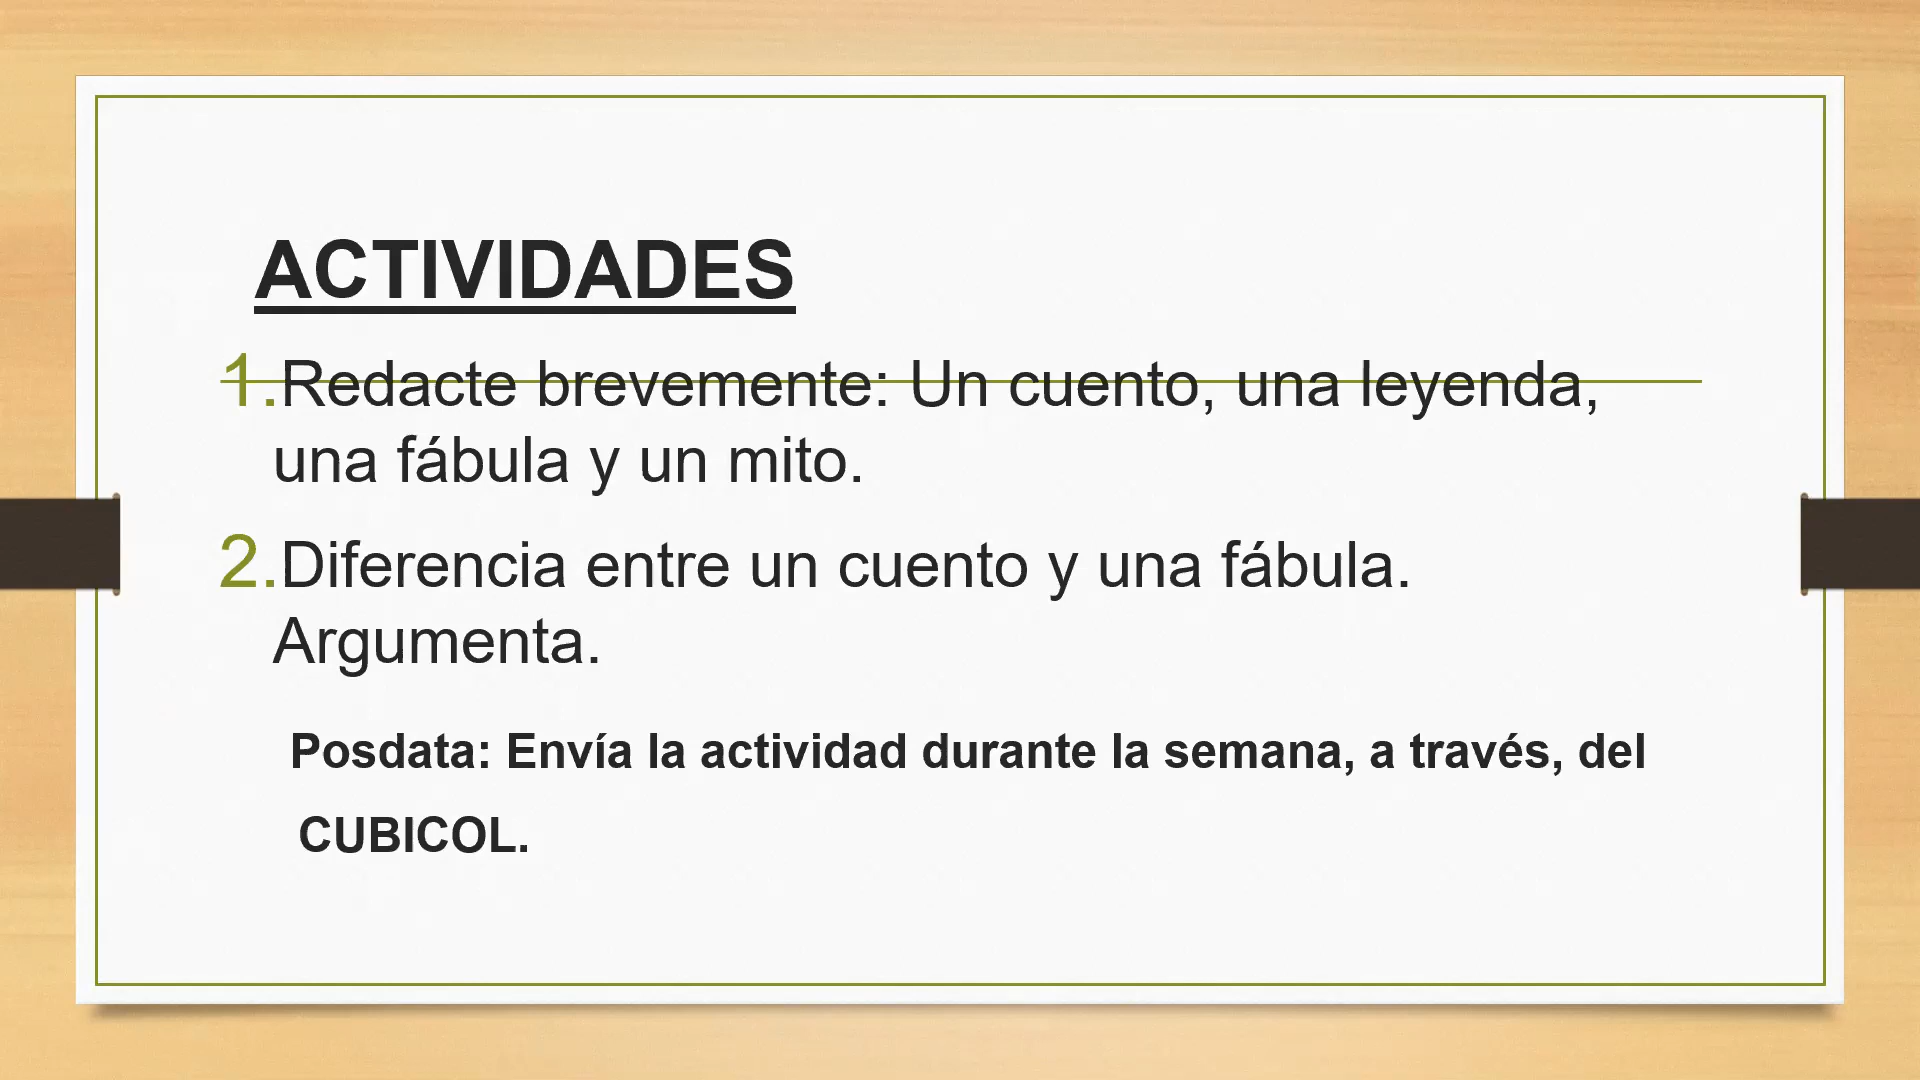 ACTIVIDADES
1.Redacte brevemente: Un cuento, una leyenda,
una fábula y un mito.
2.Diferencia entre un cuento y una fábula.
Argumenta.
Posdata: Envía la actividad durante la semana, a través, del
CUBICOL.